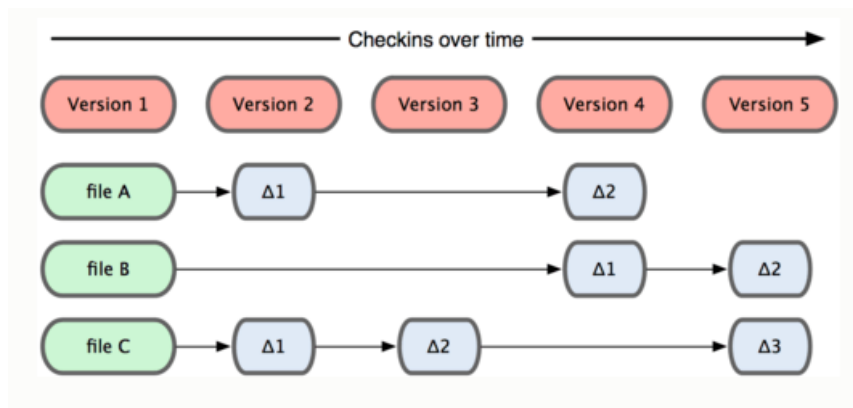 Checkins over time
Version 1 Version 2 Version 3 Version 4 Version 5
file A Δ1 Δ2
file B Δ1 Δ2
file C Δ1 Δ2 Δ3